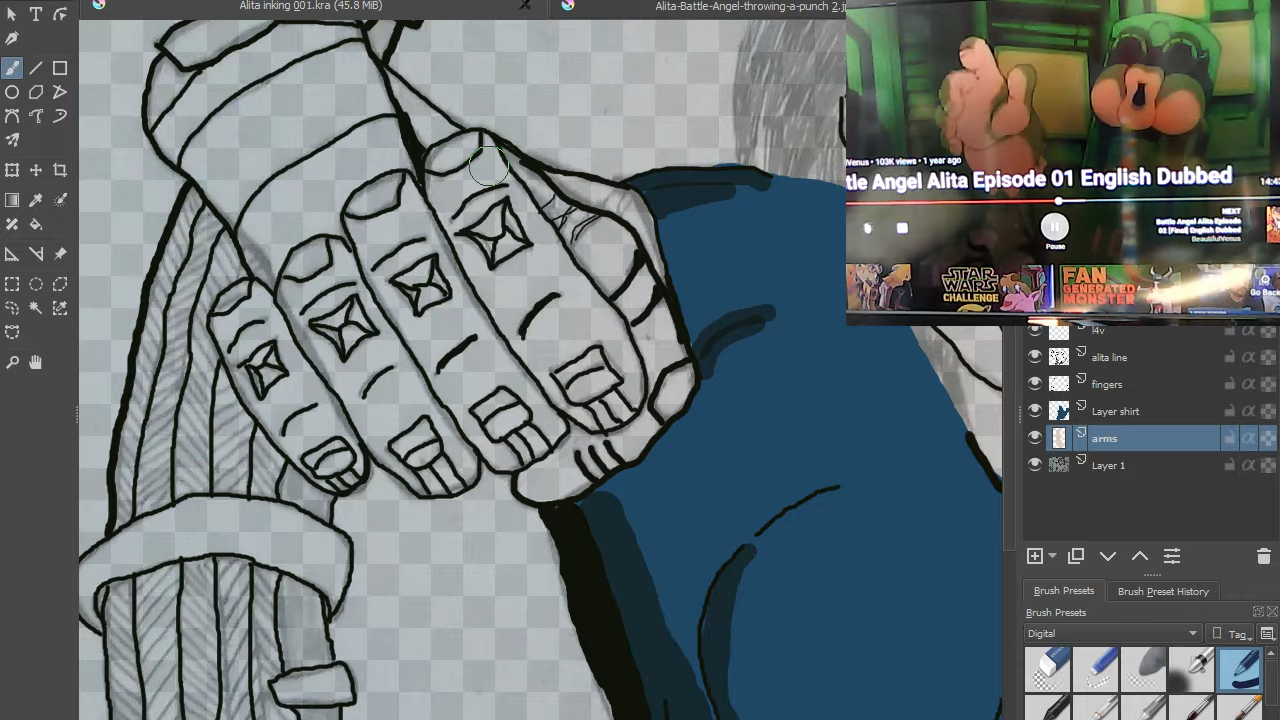 Alita inking 001.kra (45.8 MiB)
Alita-Battle-Angel-throwing-a-punch 2.j
Venus • 103K views • 1 year ago
tle Angel Alita Episode 01 English Dubbed
Pause
NEXT
Battle Angel Alita Episode
02 [Final] English Dubbed
BeautifulVenus
STAR
WARS
CHALLENGE
FAN
GENERATED
MONSTER
Go Back
alita line
fingers
Layer shirt
arms
Layer 1
Brush Presets
Brush Preset History
Brush Presets
Digital
Tag